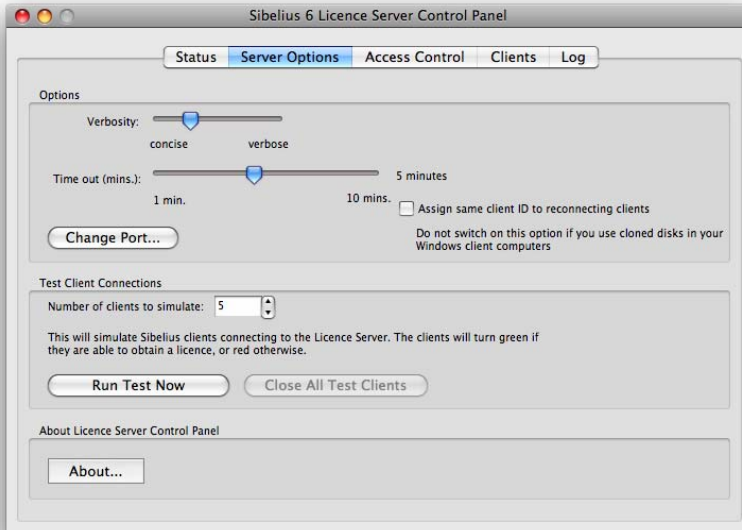 Sibelius 6 Licence Server Control Panel
Status Server Options Access Control Clients Log
Options
Verbosity:
concise verbose
Time out (mins.): 5 minutes
1 min. 10 mins.
Assign same client ID to reconnecting clients
Change Port...
Do not switch on this option if you use cloned disks in your
Windows client computers
Test Client Connections
Number of clients to simulate: 5
This will simulate Sibelius clients connecting to the Licence Server. The clients will turn green if
they are able to obtain a licence, or red otherwise.
Run Test Now Close All Test Clients
About Licence Server Control Panel
About...